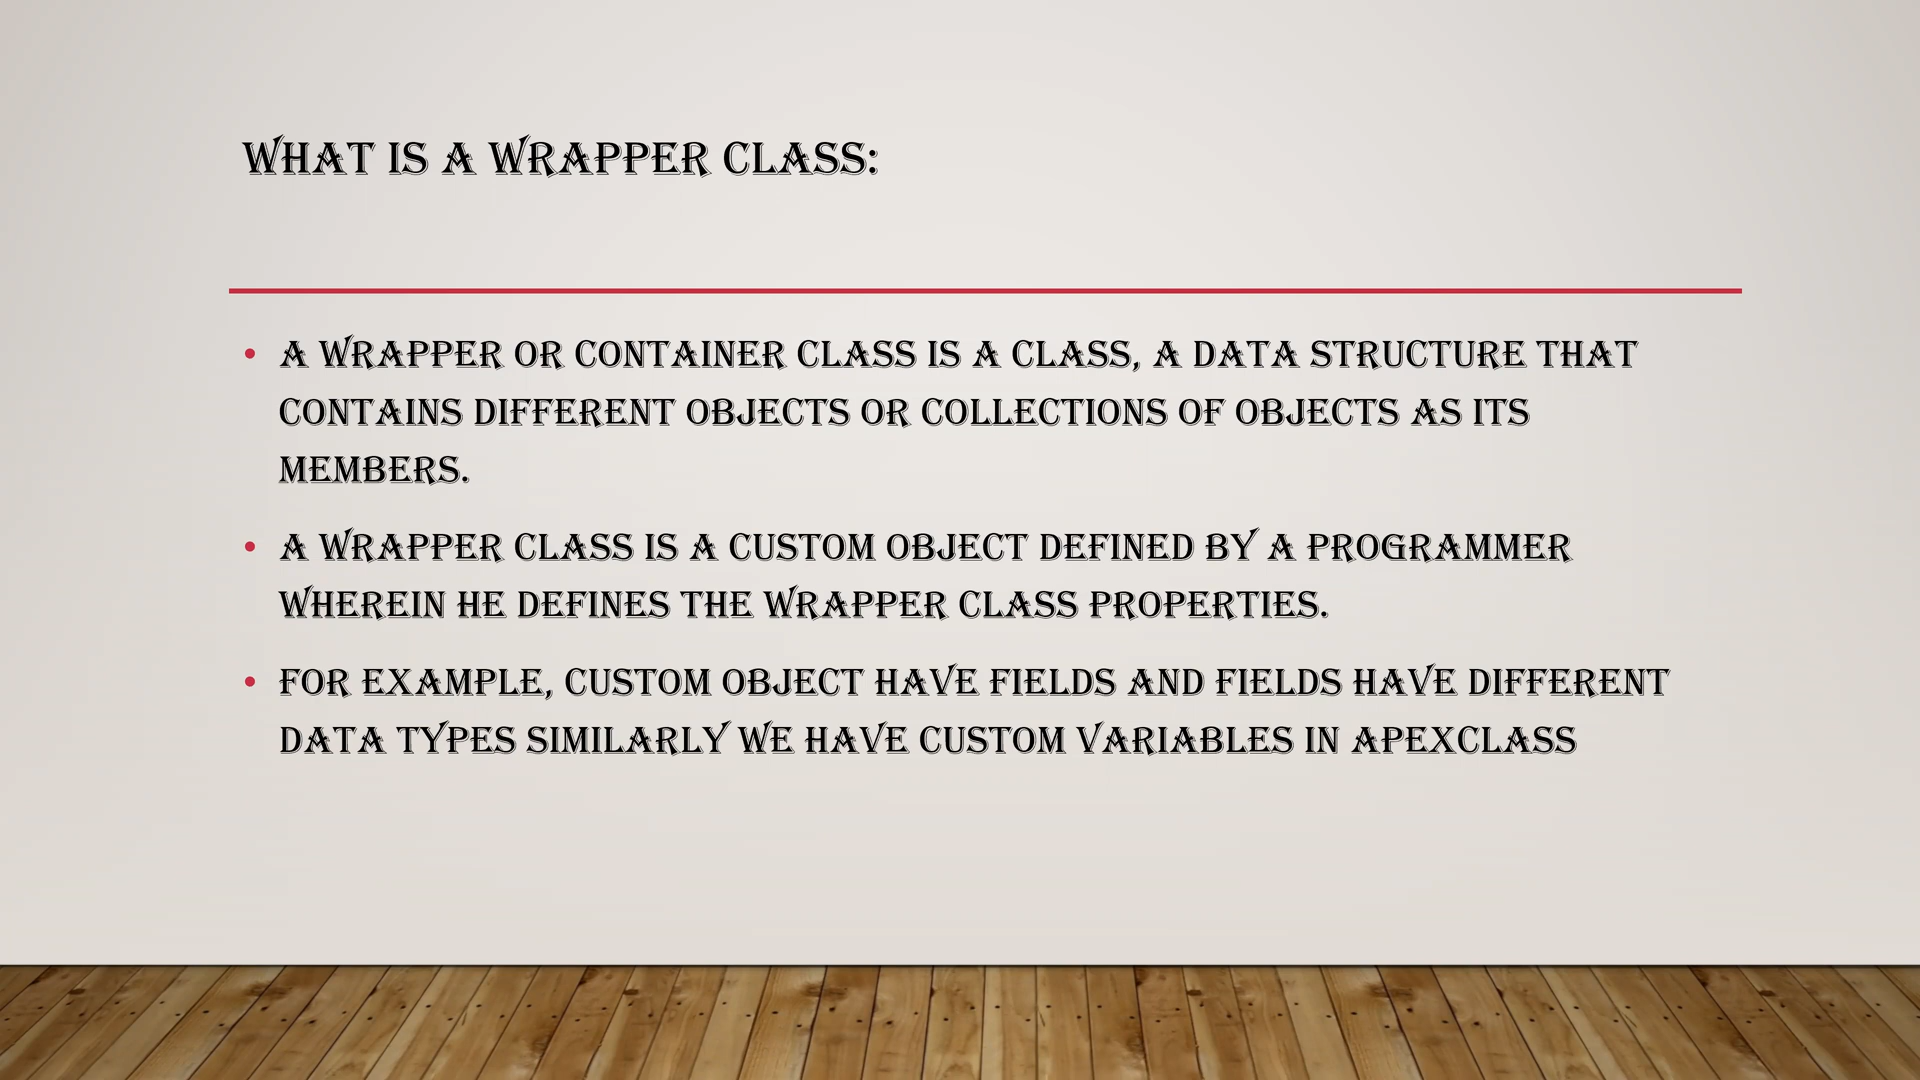 WHAT IS A WRAPPER CLASS:
• A WRAPPER OR CONTAINER CLASS IS A CLASS, A DATA STRUCTURE THAT
CONTAINS DIFFERENT OBJECTS OR COLLECTIONS OF OBJECTS AS ITS
MEMBERS.
• A WRAPPER CLASS IS A CUSTOM OBJECT DEFINED BY A PROGRAMMER
WHEREIN HE DEFINES THE WRAPPER CLASS PROPERTIES.
• FOR EXAMPLE, CUSTOM OBJECT HAVE FIELDS AND FIELDS HAVE DIFFERENT
DATA TYPES SIMILARLY WE HAVE CUSTOM VARIABLES IN APEXCLASS